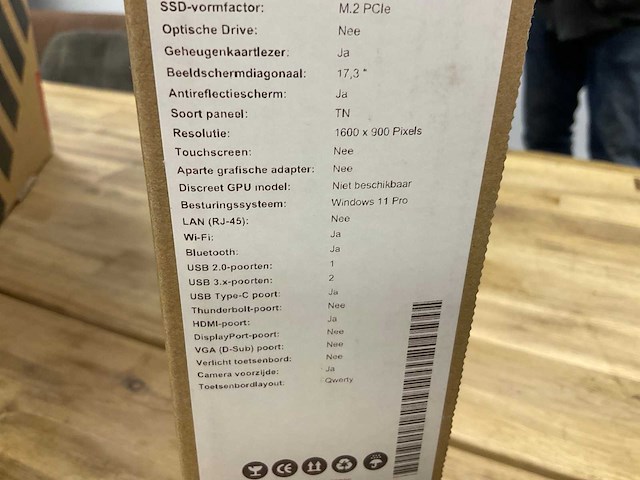 SSD-vormfactor: M.2 PCIe
Optische Drive: Nee
Geheugenkaartlezer: Ja
Beeldschermdiagonaal: 17,3 "
Antireflectiescherm: Ja
Soort paneel: TN
Resolutie: 1600 x 900 Pixels
Touchscreen: Nee
Aparte grafische adapter: Nee
Discreet GPU model: Niet beschikbaar
Besturingssysteem: Windows 11 Pro
LAN (RJ-45): Nee
Wi-Fi: Ja
Bluetooth: Ja
USB 2.0-poorten: 1
USB 3.x-poorten: 2
USB Type-C poort: Ja
Thunderbolt-poort: Nee
HDMI-poort: Ja
DisplayPort-poort: Nee
VGA (D-Sub) poort: Nee
Verlicht toetsenbord: Nee
Camera voorzijde: Ja
Toetsenbordlayout: Qwerty
CE